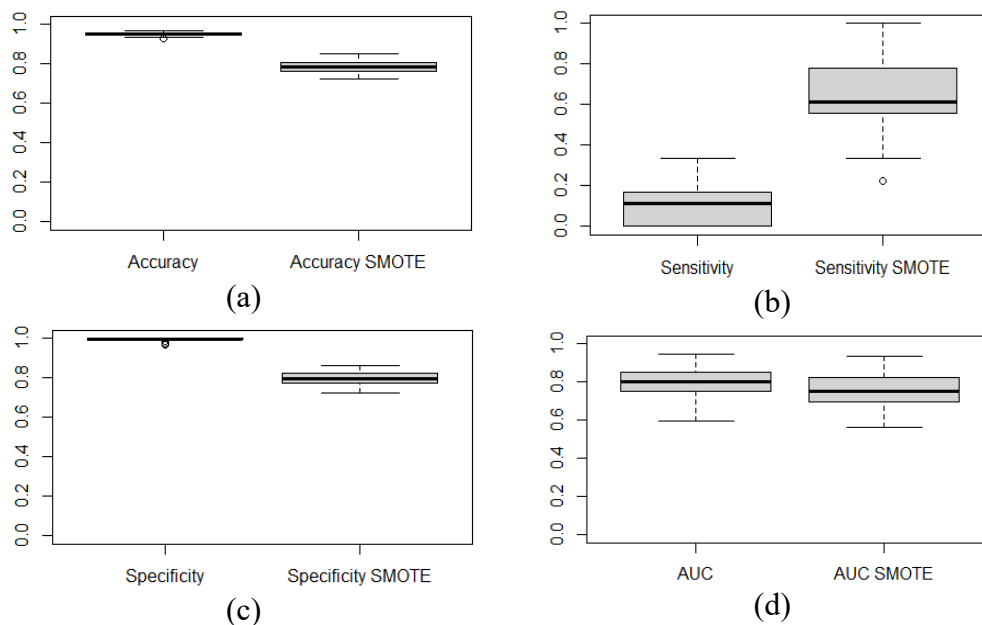 0.0 0.2 0.4 0.6 0.8 1.0
Accuracy Accuracy SMOTE
(a)
0.0 0.2 0.4 0.6 0.8 1.0
Sensitivity Sensitivity SMOTE
(b)
0.0 0.2 0.4 0.6 0.8 1.0
Specificity Specificity SMOTE
(c)
0.0 0.2 0.4 0.6 0.8 1.0
AUC AUC SMOTE
(d)